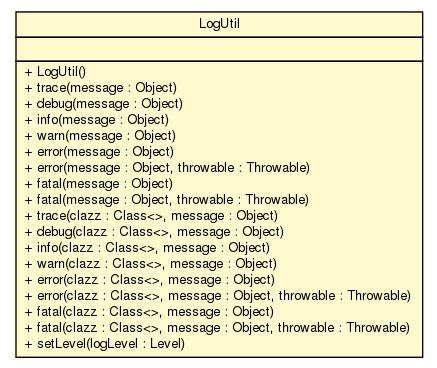 LogUtil
+ LogUtil()
+ trace(message : Object)
+ debug(message : Object)
+ info(message : Object)
+ warn(message : Object)
+ error(message : Object)
+ error(message : Object, throwable : Throwable)
+ fatal(message : Object)
+ fatal(message : Object, throwable : Throwable)
+ trace(clazz : Class<>, message : Object)
+ debug(clazz : Class<>, message : Object)
+ info(clazz : Class<>, message : Object)
+ warn(clazz : Class<>, message : Object)
+ error(clazz : Class<>, message : Object)
+ error(clazz : Class<>, message : Object, throwable : Throwable)
+ fatal(clazz : Class<>, message : Object)
+ fatal(clazz : Class<>, message : Object, throwable : Throwable)
+ setLevel(logLevel : Level)